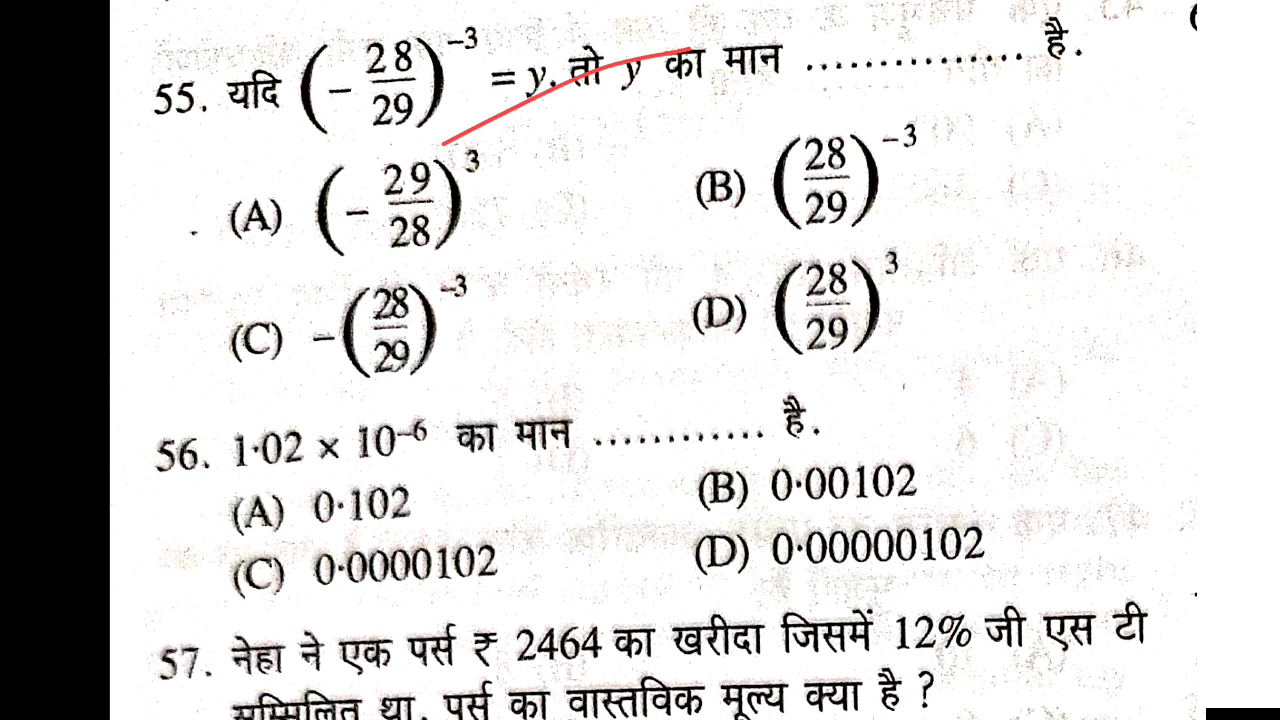 55. यदि (- 28/29)^-3 = y. तो y का मान ............... है.
(A) (- 29/28)^3 (B) (28/29)^-3
(C) -(28/29)^-3 (D) (28/29)^3
56. 1·02 × 10^-6 का मान ............ है.
(A) 0·102 (B) 0·00102
(C) 0·0000102 (D) 0·00000102
57. नेहा ने एक पर्स ₹ 2464 का खरीदा जिसमें 12% जी एस टी
सम्मिलित था. पर्स का वास्तविक मूल्य क्या है ?